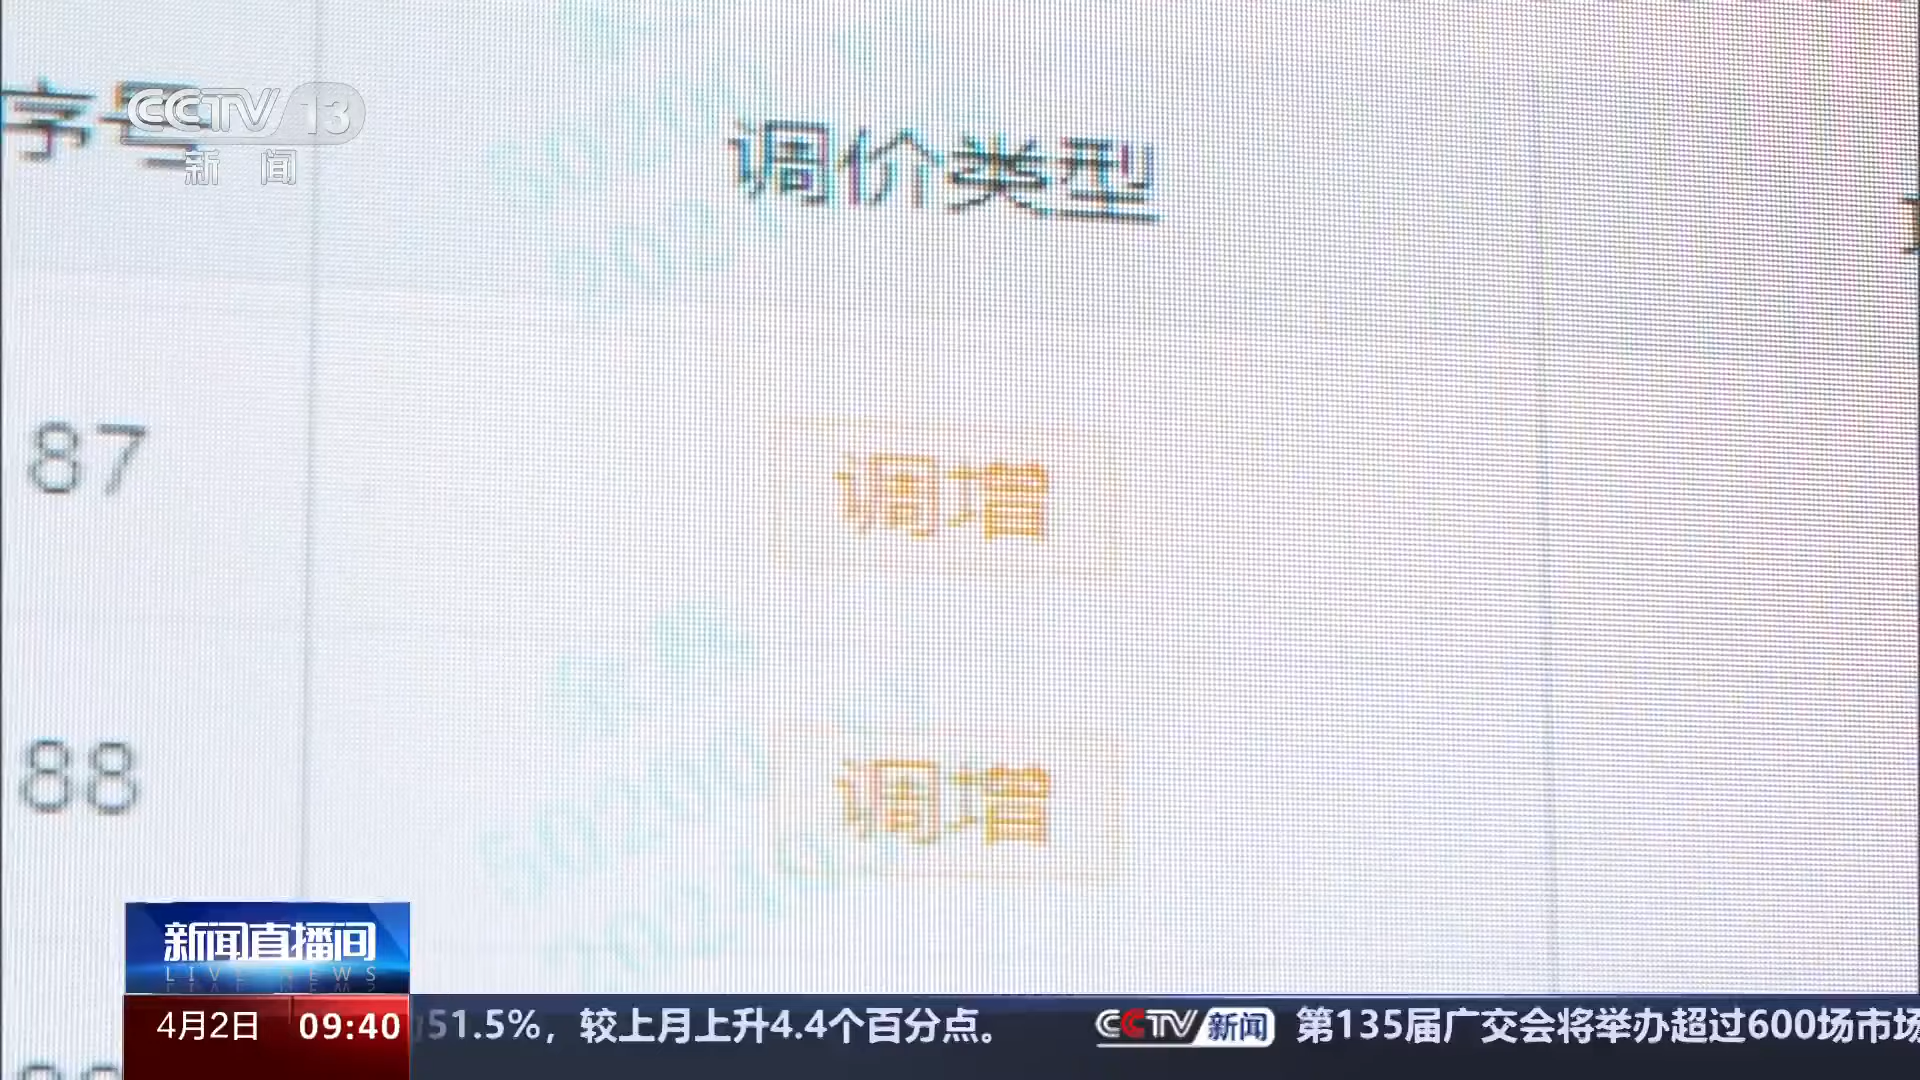 序号
CCTV 13
新闻
调价类型
87
调增
88
调增
新闻直播间
LIVE NEWS
4月2日 09:40
51.5%，较上月上升4.4个百分点。
CCTV新闻 第135届广交会将举办超过600场市场